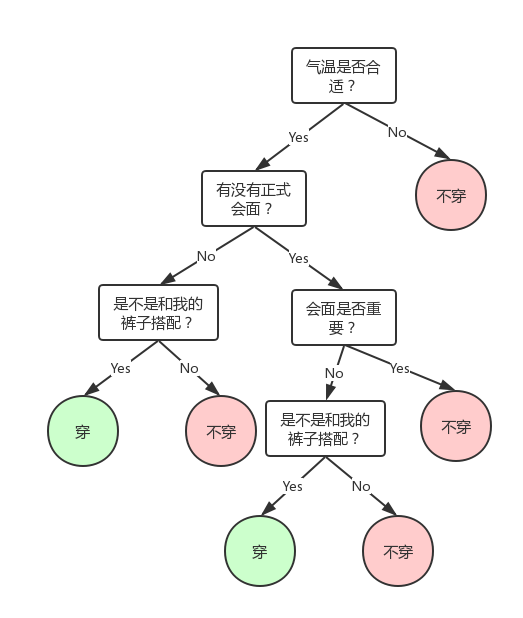 气温是否合
适？
Yes
No
有没有正式
会面？
不穿
No
Yes
是不是和我的
裤子搭配？
会面是否重
要？
Yes
No
No
Yes
穿
不穿
是不是和我的
裤子搭配？
不穿
Yes
No
穿
不穿